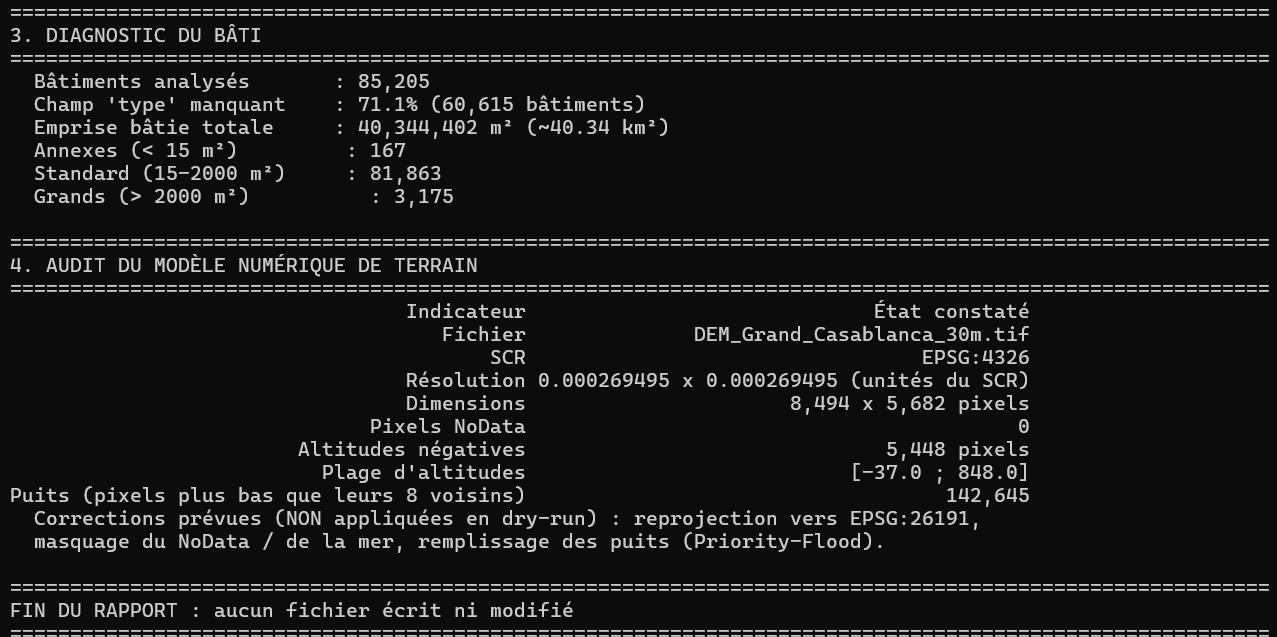 =========================================================================================================
3. DIAGNOSTIC DU BÂTI
=========================================================================================================
  Bâtiments analysés       : 85,205
  Champ 'type' manquant    : 71.1% (60,615 bâtiments)
  Emprise bâtie totale     : 40,344,402 m² (~40.34 km²)
  Annexes (< 15 m²)         : 167
  Standard (15-2000 m²)     : 81,863
  Grands (> 2000 m²)          : 3,175

=========================================================================================================
4. AUDIT DU MODÈLE NUMÉRIQUE DE TERRAIN
=========================================================================================================
                                 Indicateur                             État constaté
                                    Fichier              DEM_Grand_Casablanca_30m.tif
                                        SCR                                 EPSG:4326
                                 Résolution 0.000269495 x 0.000269495 (unités du SCR)
                                 Dimensions                      8,494 x 5,682 pixels
                              Pixels NoData                                         0
                        Altitudes négatives                              5,448 pixels
                          Plage d'altitudes                           [-37.0 ; 848.0]
Puits (pixels plus bas que leurs 8 voisins)                                   142,645
  Corrections prévues (NON appliquées en dry-run) : reprojection vers EPSG:26191,
  masquage du NoData / de la mer, remplissage des puits (Priority-Flood).

=========================================================================================================
FIN DU RAPPORT : aucun fichier écrit ni modifié
=========================================================================================================